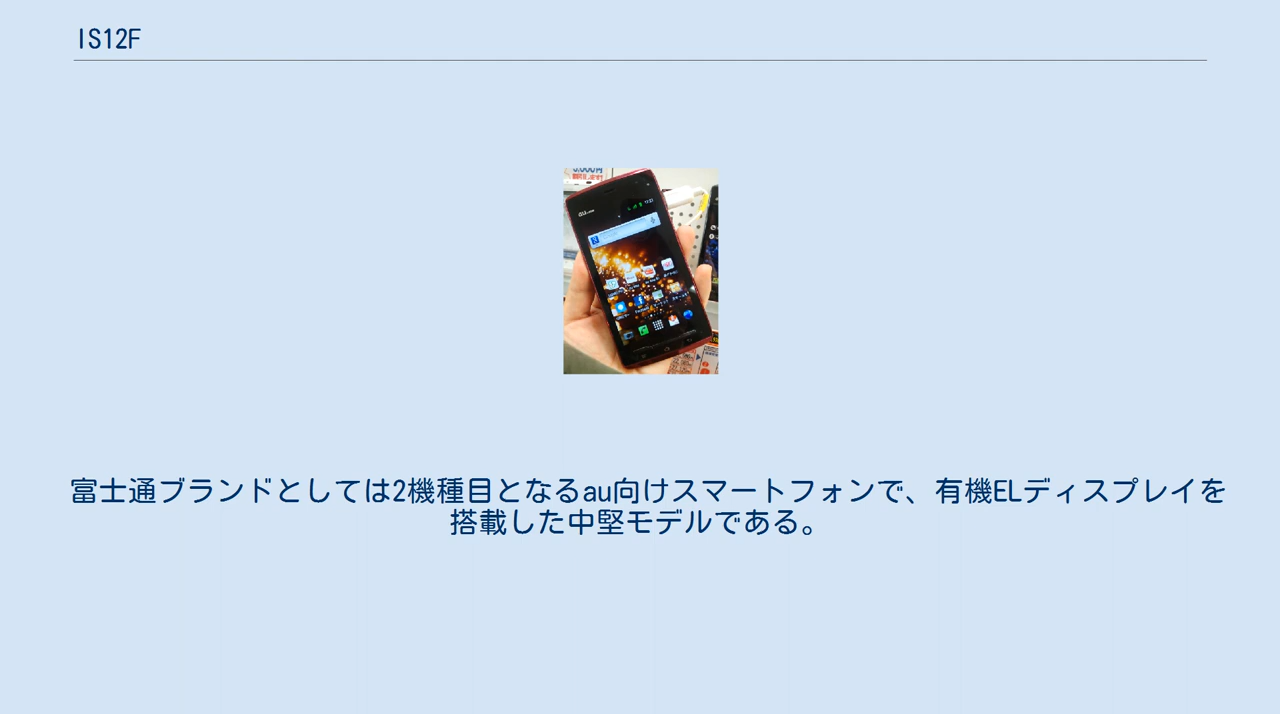 IS12F
au
富士通ブランドとしては2機種目となるau向けスマートフォンで、有機ELディスプレイを
搭載した中堅モデルである。